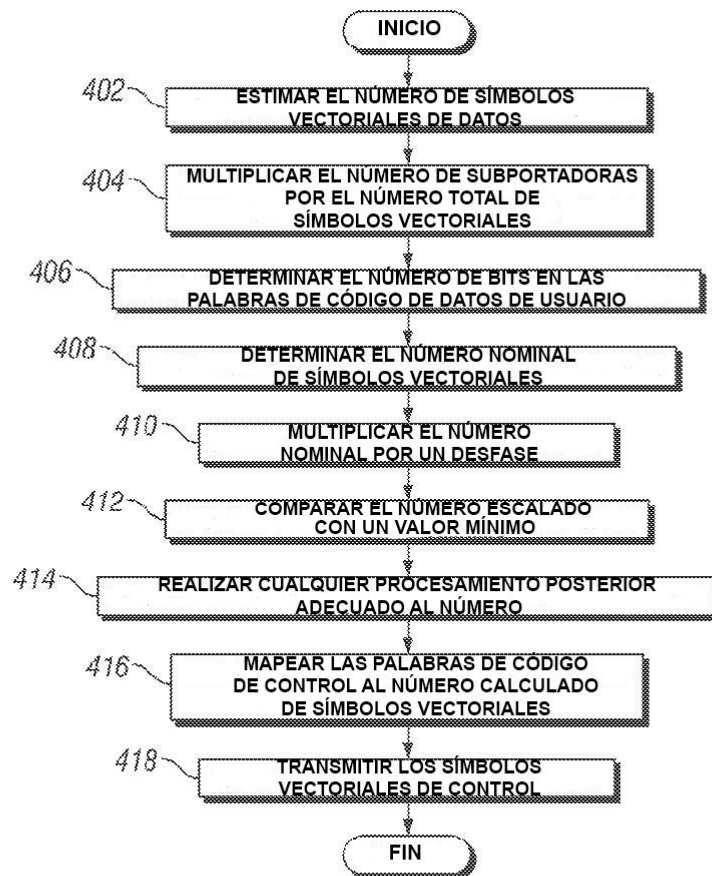 INICIO
402
ESTIMAR EL NÚMERO DE SÍMBOLOS
VECTORIALES DE DATOS
404
MULTIPLICAR EL NÚMERO DE SUBPORTADORAS
POR EL NÚMERO TOTAL DE
SÍMBOLOS VECTORIALES
406
DETERMINAR EL NÚMERO DE BITS EN LAS
PALABRAS DE CÓDIGO DE DATOS DE USUARIO
408
DETERMINAR EL NÚMERO NOMINAL
DE SÍMBOLOS VECTORIALES
410
MULTIPLICAR EL NÚMERO
NOMINAL POR UN DESFASE
412
COMPARAR EL NÚMERO ESCALADO
CON UN VALOR MÍNIMO
414
REALIZAR CUALQUIER PROCESAMIENTO POSTERIOR
ADECUADO AL NÚMERO
416
MAPEAR LAS PALABRAS DE CÓDIGO
DE CONTROL AL NÚMERO CALCULADO
DE SÍMBOLOS VECTORIALES
418
TRANSMITIR LOS SÍMBOLOS
VECTORIALES DE CONTROL
FIN